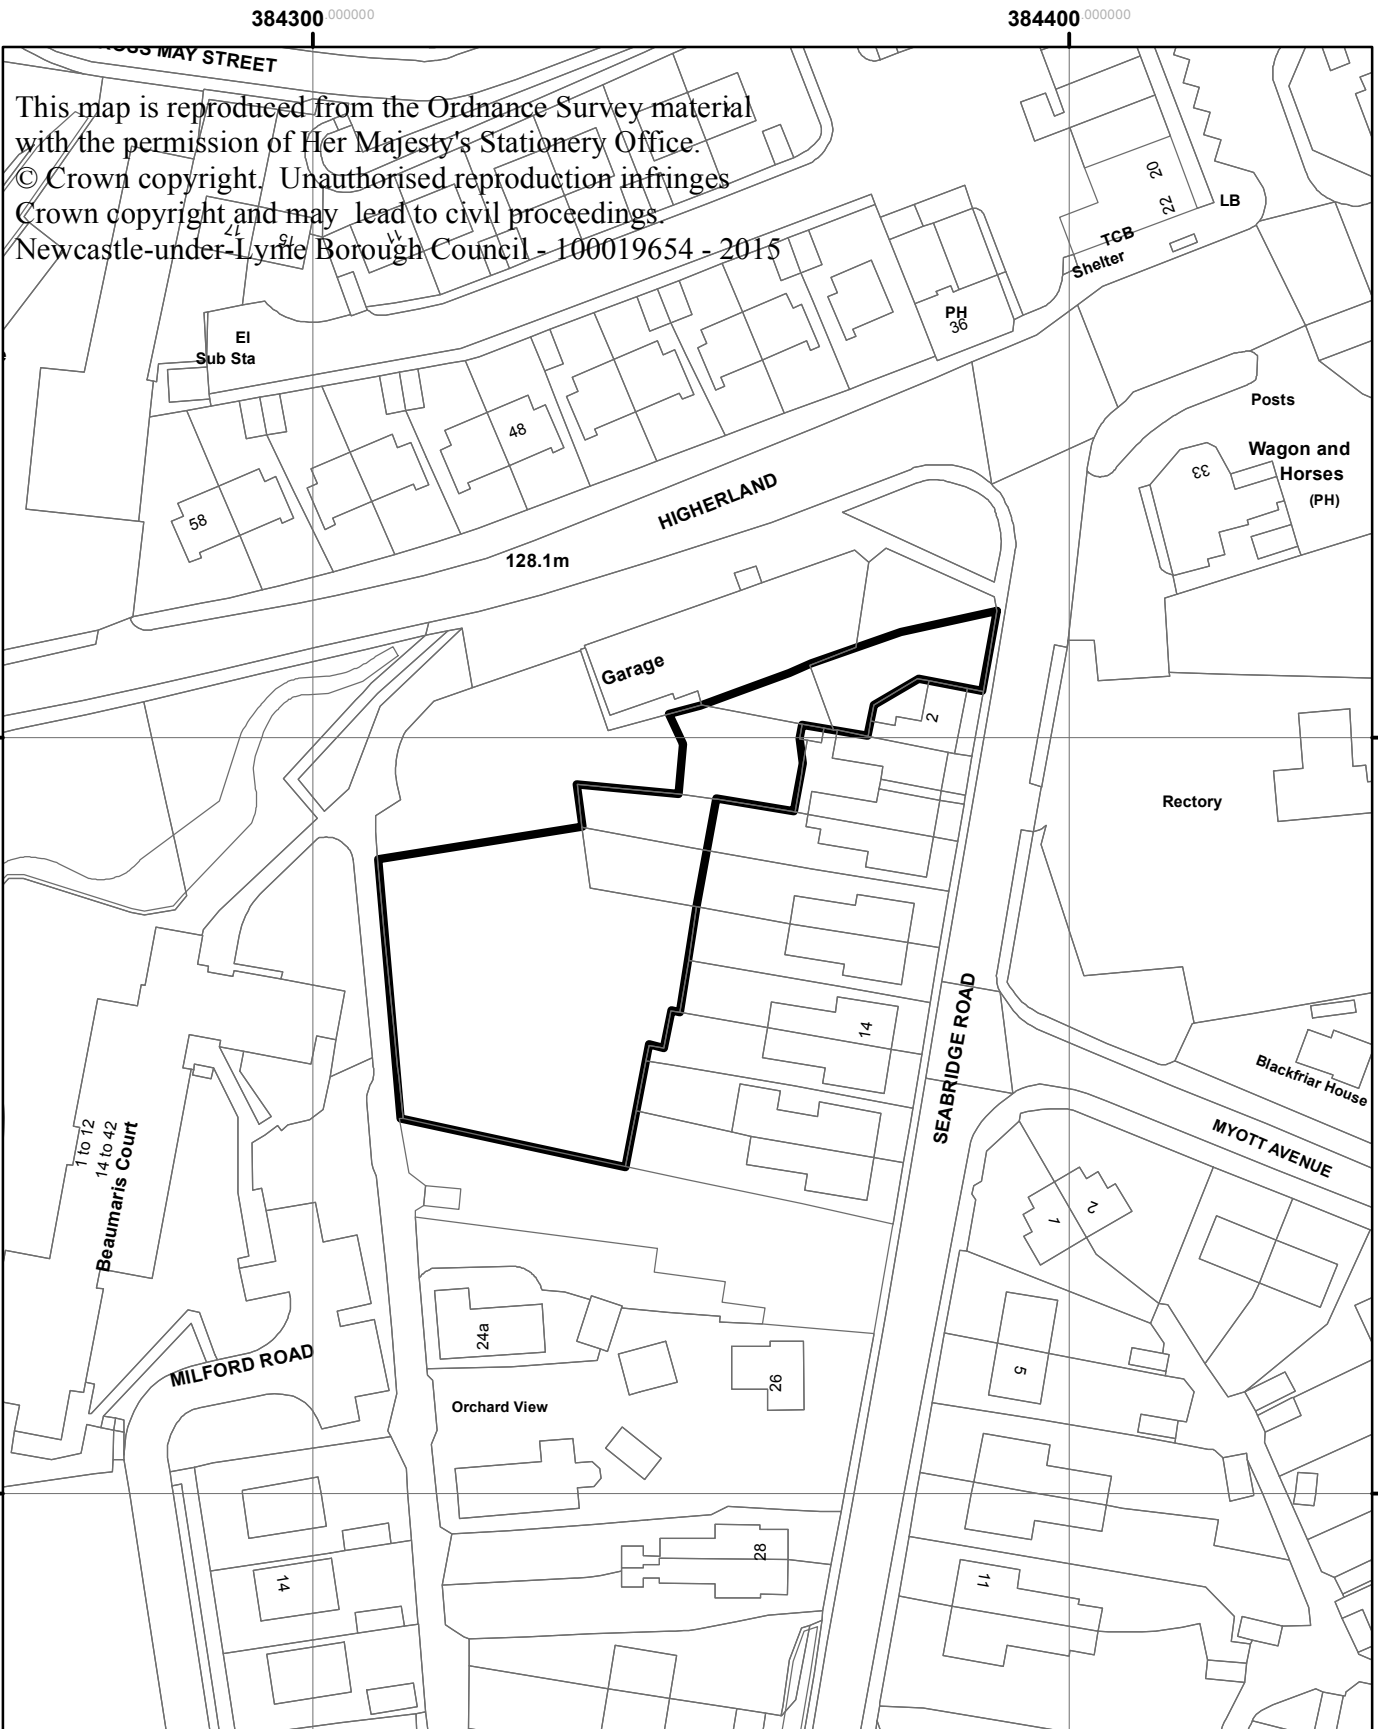 384300.000000
384400.000000
MAY STREET
This map is reproduced from the Ordnance Survey material
with the permission of Her Majesty's Stationery Office.
© Crown copyright. Unauthorised reproduction infringes
Crown copyright and may lead to civil proceedings.
Newcastle-under-Lyme Borough Council - 100019654 - 2015
17
15
11
20
22
LB
TCB
Shelter
PH
36
El
Sub Sta
Posts
Wagon and
Horses
(PH)
33
48
58
HIGHERLAND
128.1m
Garage
2
Rectory
14
SEABRIDGE ROAD
Blackfriar House
MYOTT AVENUE
1 to 12
14 to 42
Beaumaris Court
1
2
MILFORD ROAD
24a
26
5
Orchard View
28
14
11